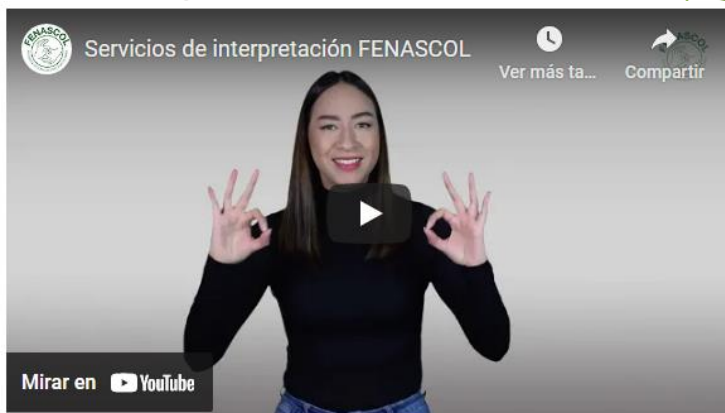 FENASCOL
Servicios de interpretación FENASCOL
Ver más ta...
Compartir
Mirar en YouTube